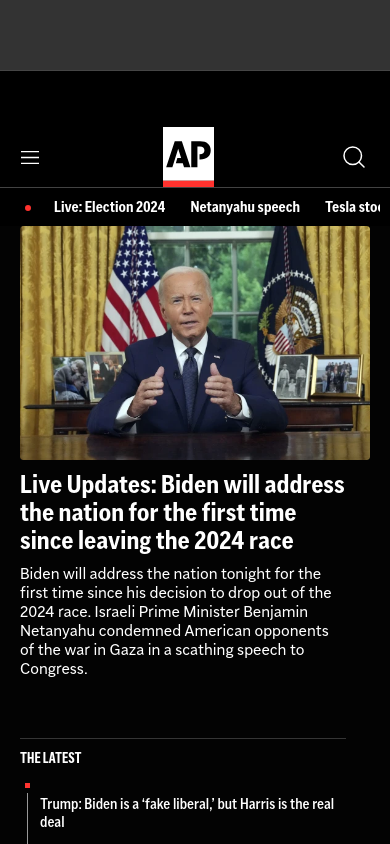 AP
Live: Election 2024 Netanyahu speech Tesla stoc
Live Updates: Biden will address
the nation for the first time
since leaving the 2024 race
Biden will address the nation tonight for the
first time since his decision to drop out of the
2024 race. Israeli Prime Minister Benjamin
Netanyahu condemned American opponents
of the war in Gaza in a scathing speech to
Congress.
THE LATEST
Trump: Biden is a ‘fake liberal,’ but Harris is the real
deal